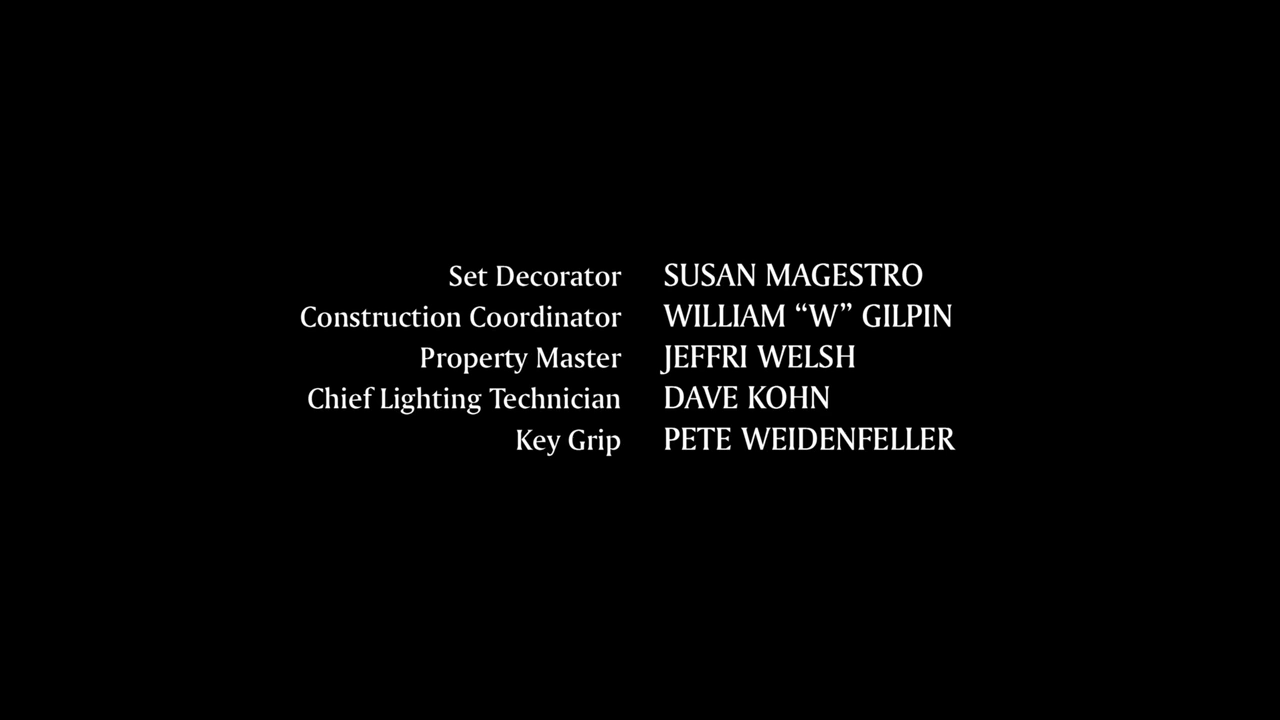 Set Decorator SUSAN MAGESTRO
Construction Coordinator WILLIAM “W” GILPIN
Property Master JEFFRI WELSH
Chief Lighting Technician DAVE KOHN
Key Grip PETE WEIDENFELLER